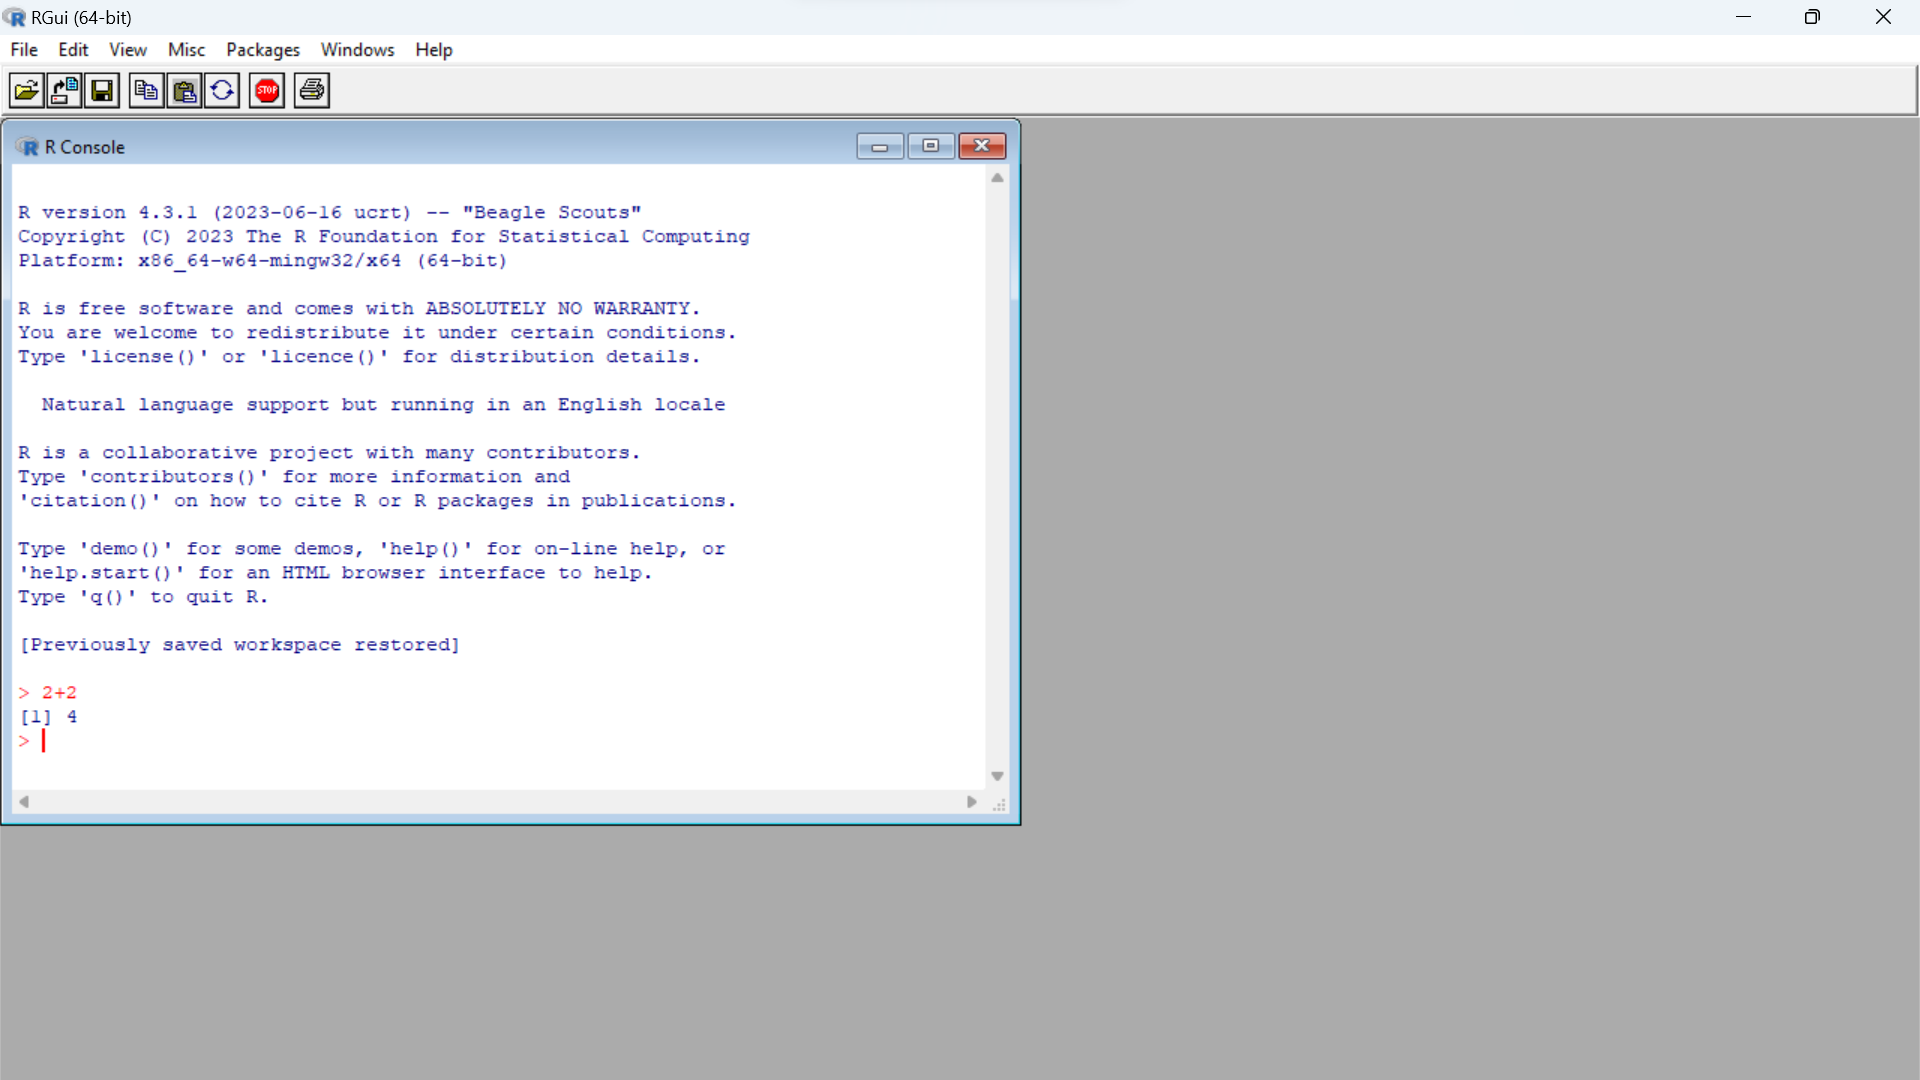 RGui (64-bit)
File Edit View Misc Packages Windows Help
STOP
R Console
R version 4.3.1 (2023-06-16 ucrt) -- "Beagle Scouts"
Copyright (C) 2023 The R Foundation for Statistical Computing
Platform: x86_64-w64-mingw32/x64 (64-bit)
R is free software and comes with ABSOLUTELY NO WARRANTY.
You are welcome to redistribute it under certain conditions.
Type 'license()' or 'licence()' for distribution details.
Natural language support but running in an English locale
R is a collaborative project with many contributors.
Type 'contributors()' for more information and
'citation()' on how to cite R or R packages in publications.
Type 'demo()' for some demos, 'help()' for on-line help, or
'help.start()' for an HTML browser interface to help.
Type 'q()' to quit R.
[Previously saved workspace restored]
> 2+2
[1] 4
>